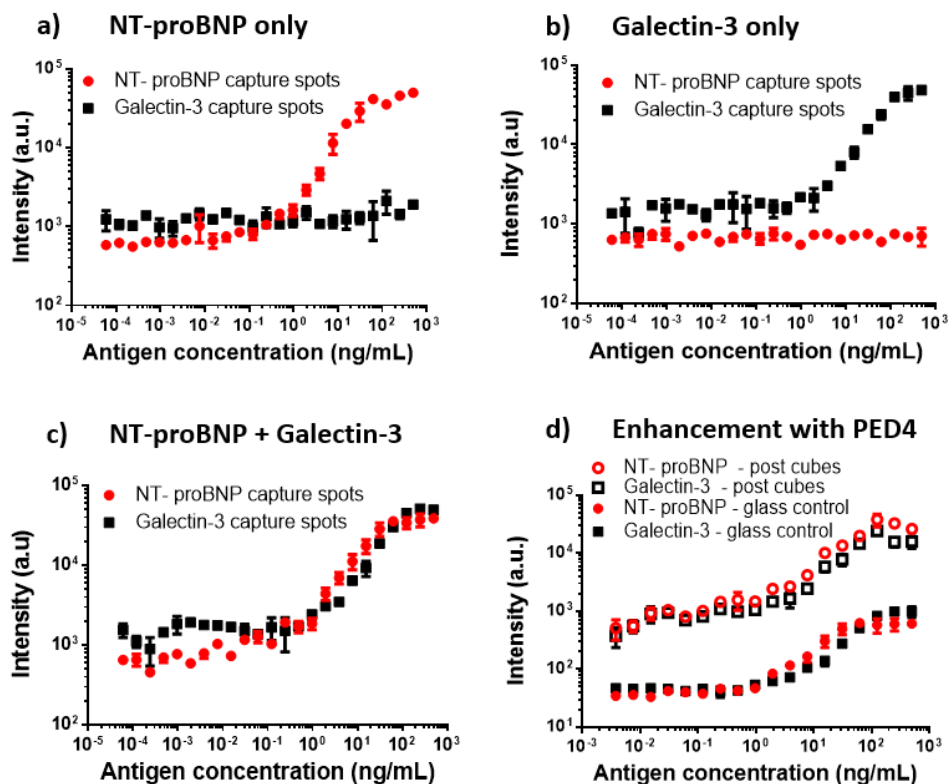 a) NT-proBNP only
NT- proBNP capture spots
Galectin-3 capture spots
Intensity (a.u.)
10^5
10^4
10^3
10^2
10^-5 10^-4 10^-3 10^-2 10^-1 10^0 10^1 10^2 10^3
Antigen concentration (ng/mL)
b) Galectin-3 only
NT- proBNP capture spots
Galectin-3 capture spots
Intensity (a.u)
10^5
10^4
10^3
10^2
10^-5 10^-4 10^-3 10^-2 10^-1 10^0 10^1 10^2 10^3
Antigen concentration (ng/mL)
c) NT-proBNP + Galectin-3
NT- proBNP capture spots
Galectin-3 capture spots
Intensity (a.u)
10^5
10^4
10^3
10^2
10^-5 10^-4 10^-3 10^-2 10^-1 10^0 10^1 10^2 10^3
Antigen concentration (ng/mL)
d) Enhancement with PED4
NT- proBNP - post cubes
Galectin-3 - post cubes
NT- proBNP - glass control
Galectin-3 - glass control
Intensity (a.u.)
10^5
10^4
10^3
10^2
10^1
10^-3 10^-2 10^-1 10^0 10^1 10^2 10^3
Antigen concentration (ng/mL)